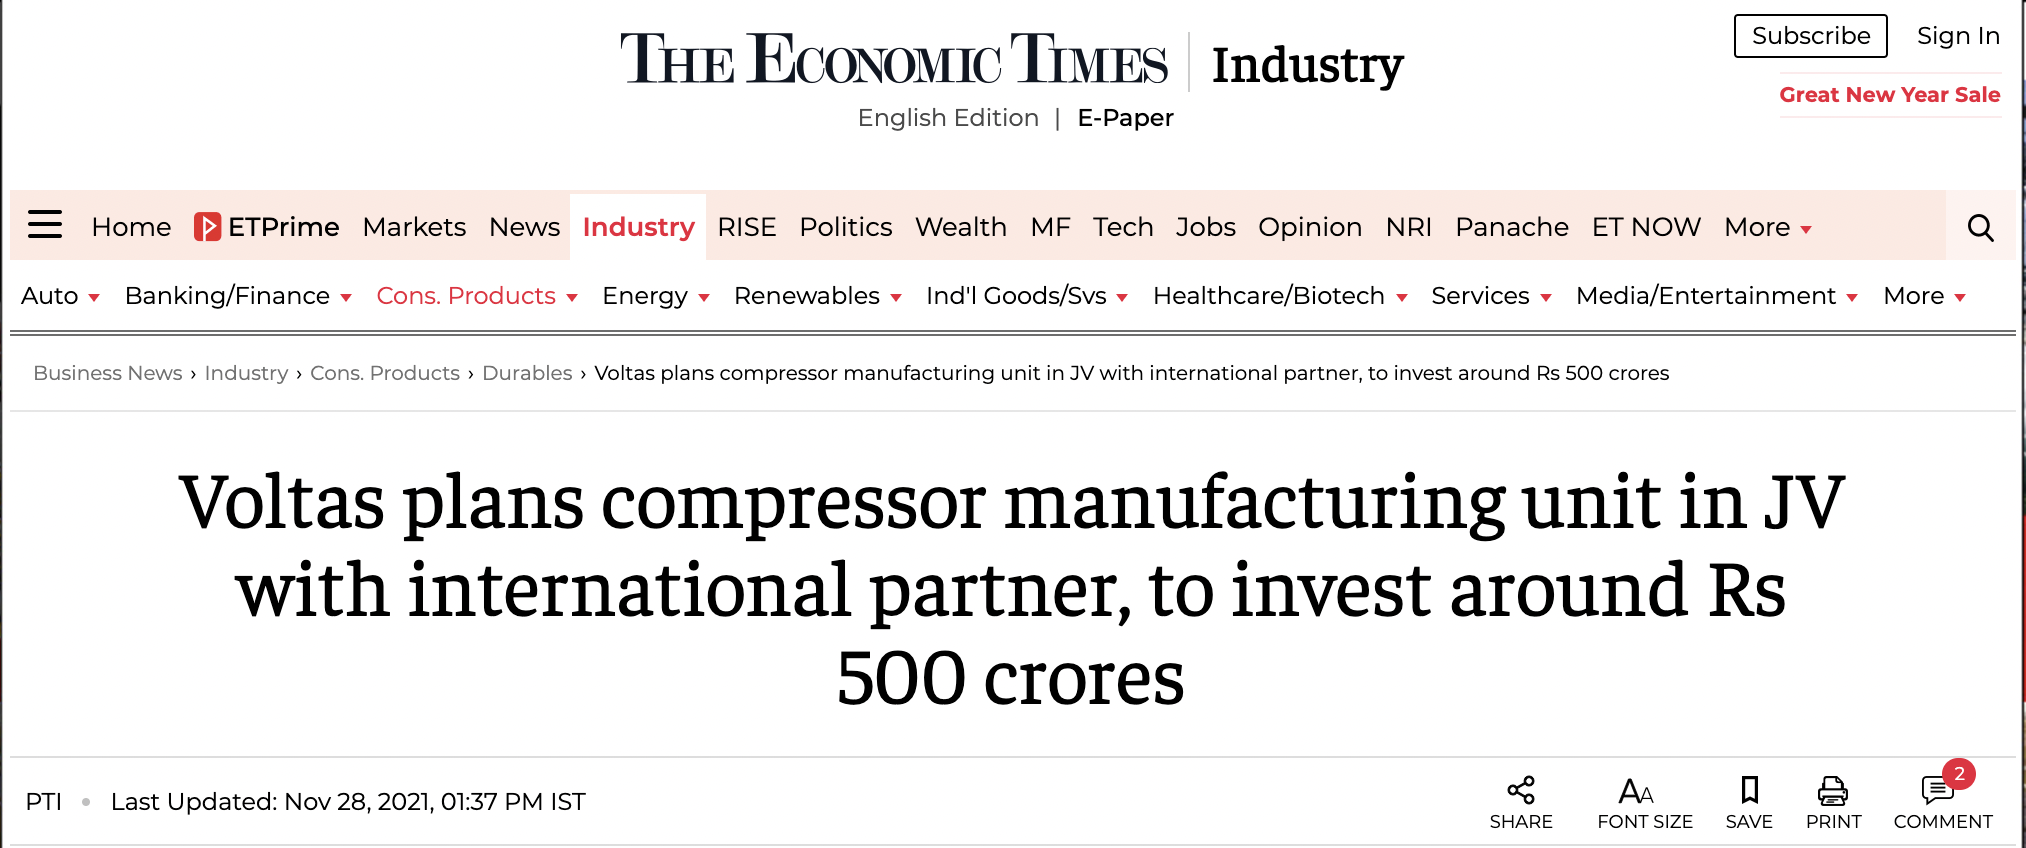 Subscribe Sign In
THE ECONOMIC TIMES Industry
Great New Year Sale
English Edition | E-Paper
Home ETPrime Markets News Industry RISE Politics Wealth MF Tech Jobs Opinion NRI Panache ET NOW More
Auto Banking/Finance Cons. Products Energy Renewables Ind'l Goods/Svs Healthcare/Biotech Services Media/Entertainment More
Business News › Industry › Cons. Products › Durables › Voltas plans compressor manufacturing unit in JV with international partner, to invest around Rs 500 crores
Voltas plans compressor manufacturing unit in JV
with international partner, to invest around Rs
500 crores
PTI • Last Updated: Nov 28, 2021, 01:37 PM IST
2
SHARE FONT SIZE SAVE PRINT COMMENT